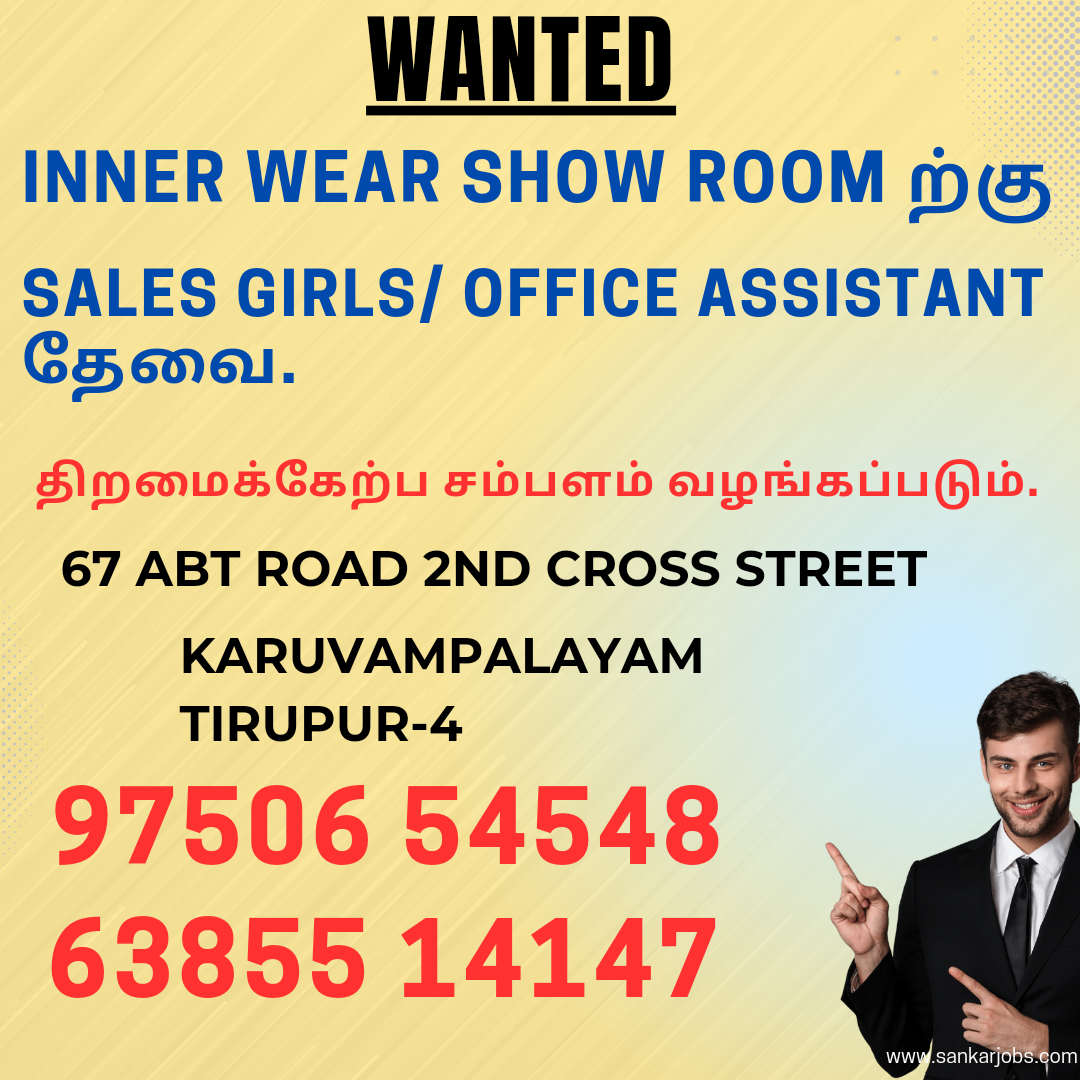 WANTED
INNER WEAR SHOW ROOM ற்கு
SALES GIRLS/ OFFICE ASSISTANT
தேவை.
திறமைக்கேற்ப சம்பளம் வழங்கப்படும்.
67 ABT ROAD 2ND CROSS STREET
KARUVAMPALAYAM
TIRUPUR-4
97506 54548
63855 14147
www.sankarjobs.com